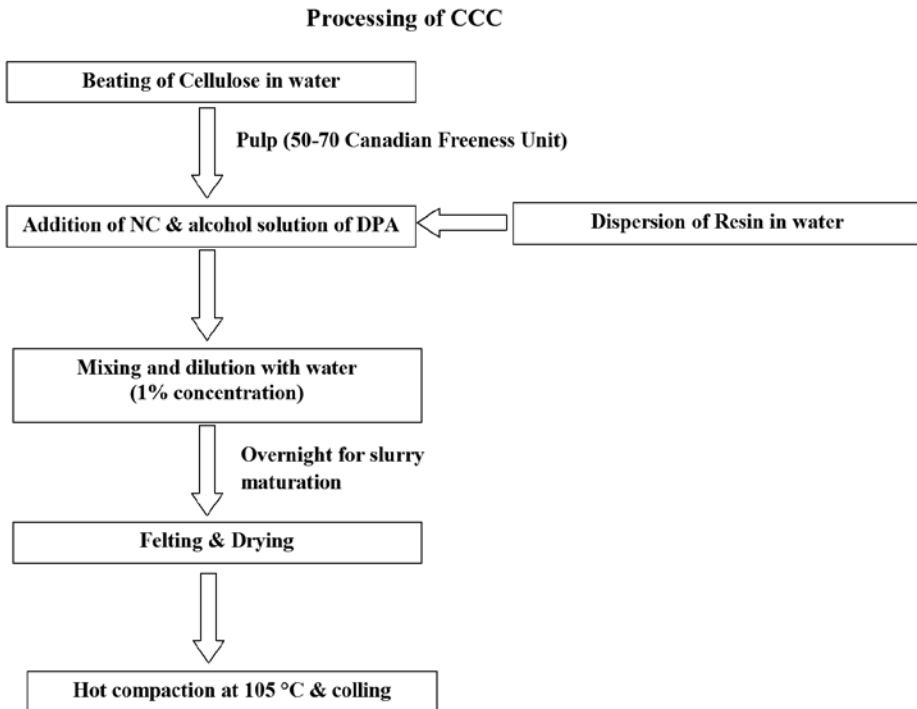 Processing of CCC
Beating of Cellulose in water
Pulp (50-70 Canadian Freeness Unit)
Addition of NC & alcohol solution of DPA
Dispersion of Resin in water
Mixing and dilution with water
(1% concentration)
Overnight for slurry
maturation
Felting & Drying
Hot compaction at 105 °C & colling